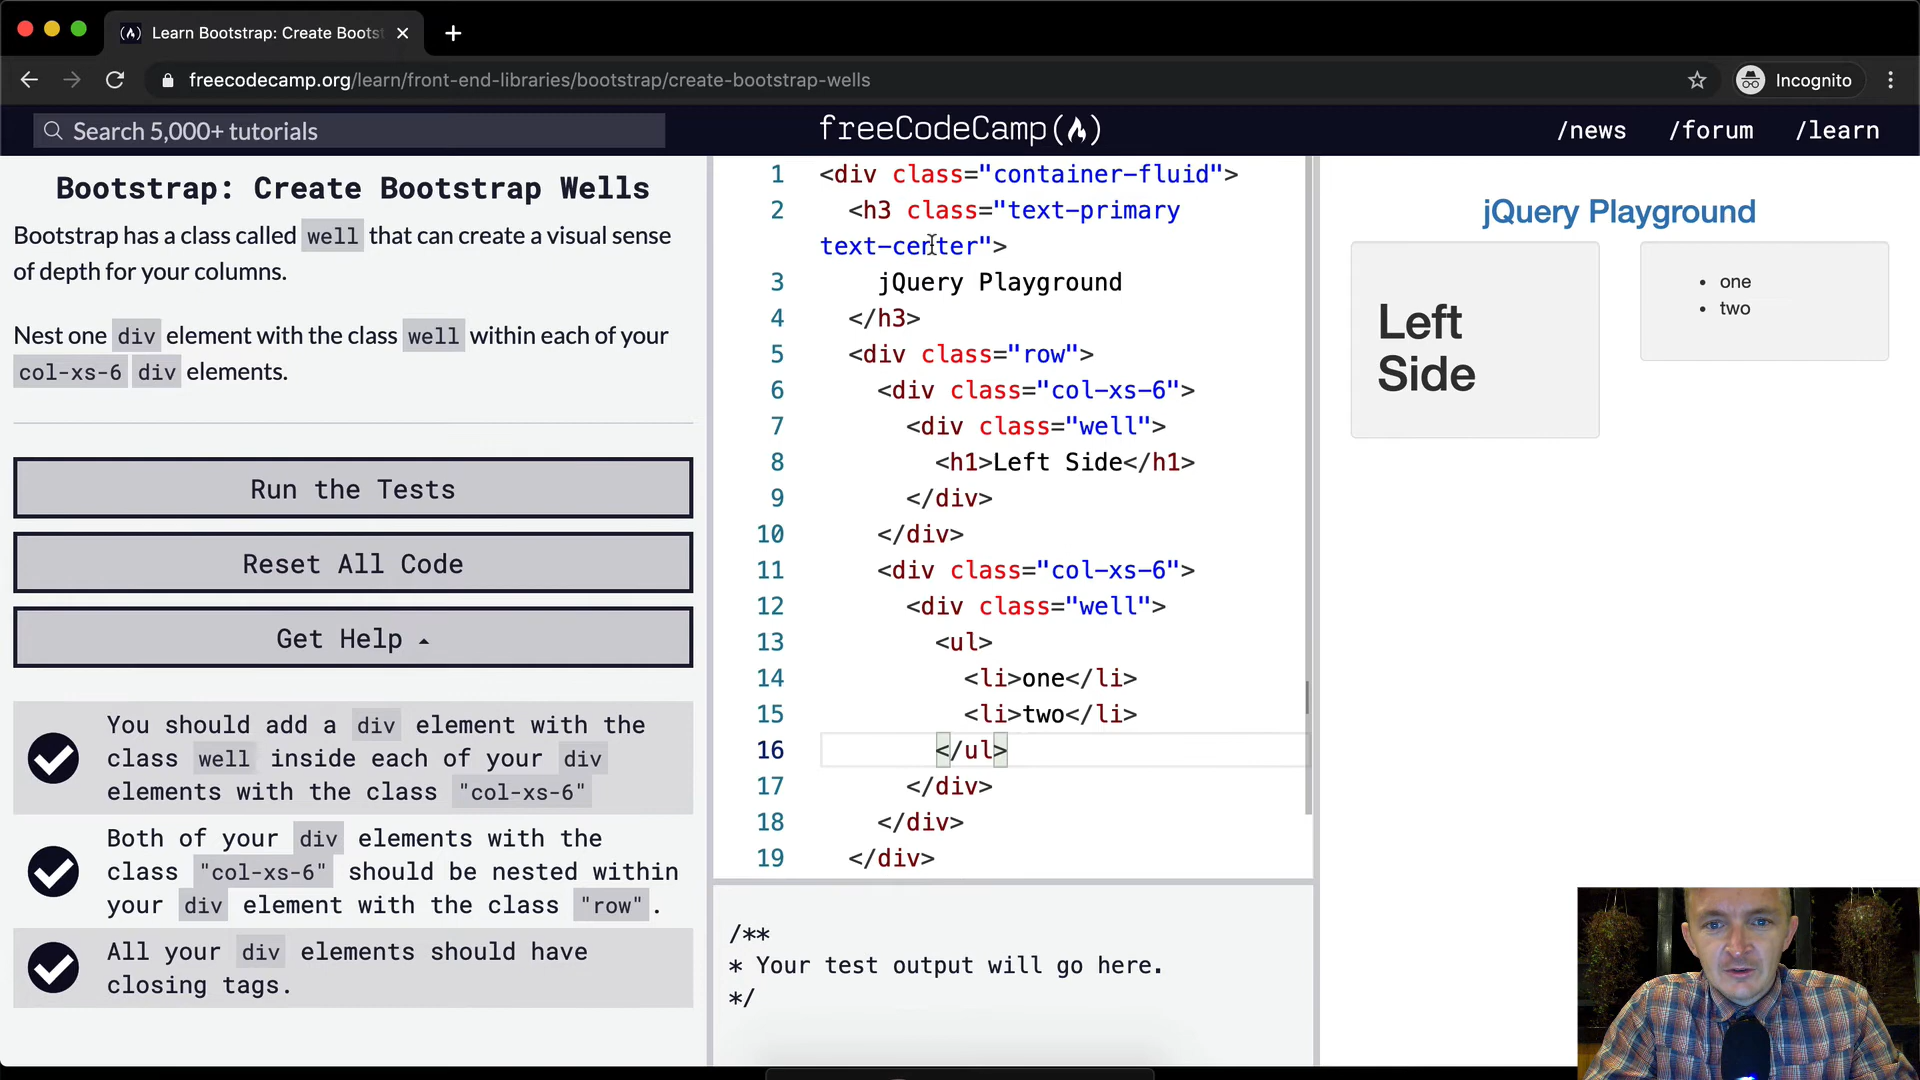 Learn Bootstrap: Create Boots
freecodecamp.org/learn/front-end-libraries/bootstrap/create-bootstrap-wells
Incognito
Search 5,000+ tutorials
freeCodeCamp
/news
/forum
/learn
Bootstrap: Create Bootstrap Wells
Bootstrap has a class called well that can create a visual sense
of depth for your columns.
Nest one div element with the class well within each of your
col-xs-6 div elements.
Run the Tests
Reset All Code
Get Help
You should add a div element with the
class well inside each of your div
elements with the class "col-xs-6"
Both of your div elements with the
class "col-xs-6" should be nested within
your div element with the class "row".
All your div elements should have
closing tags.
1 <div class="container-fluid">
2 <h3 class="text-primary
text-center">
3 jQuery Playground
4 </h3>
5 <div class="row">
6 <div class="col-xs-6">
7 <div class="well">
8 <h1>Left Side</h1>
9 </div>
10 </div>
11 <div class="col-xs-6">
12 <div class="well">
13 <ul>
14 <li>one</li>
15 <li>two</li>
16 </ul>
17 </div>
18 </div>
19 </div>
/**
* Your test output will go here.
*/
jQuery Playground
Left
Side
one
two